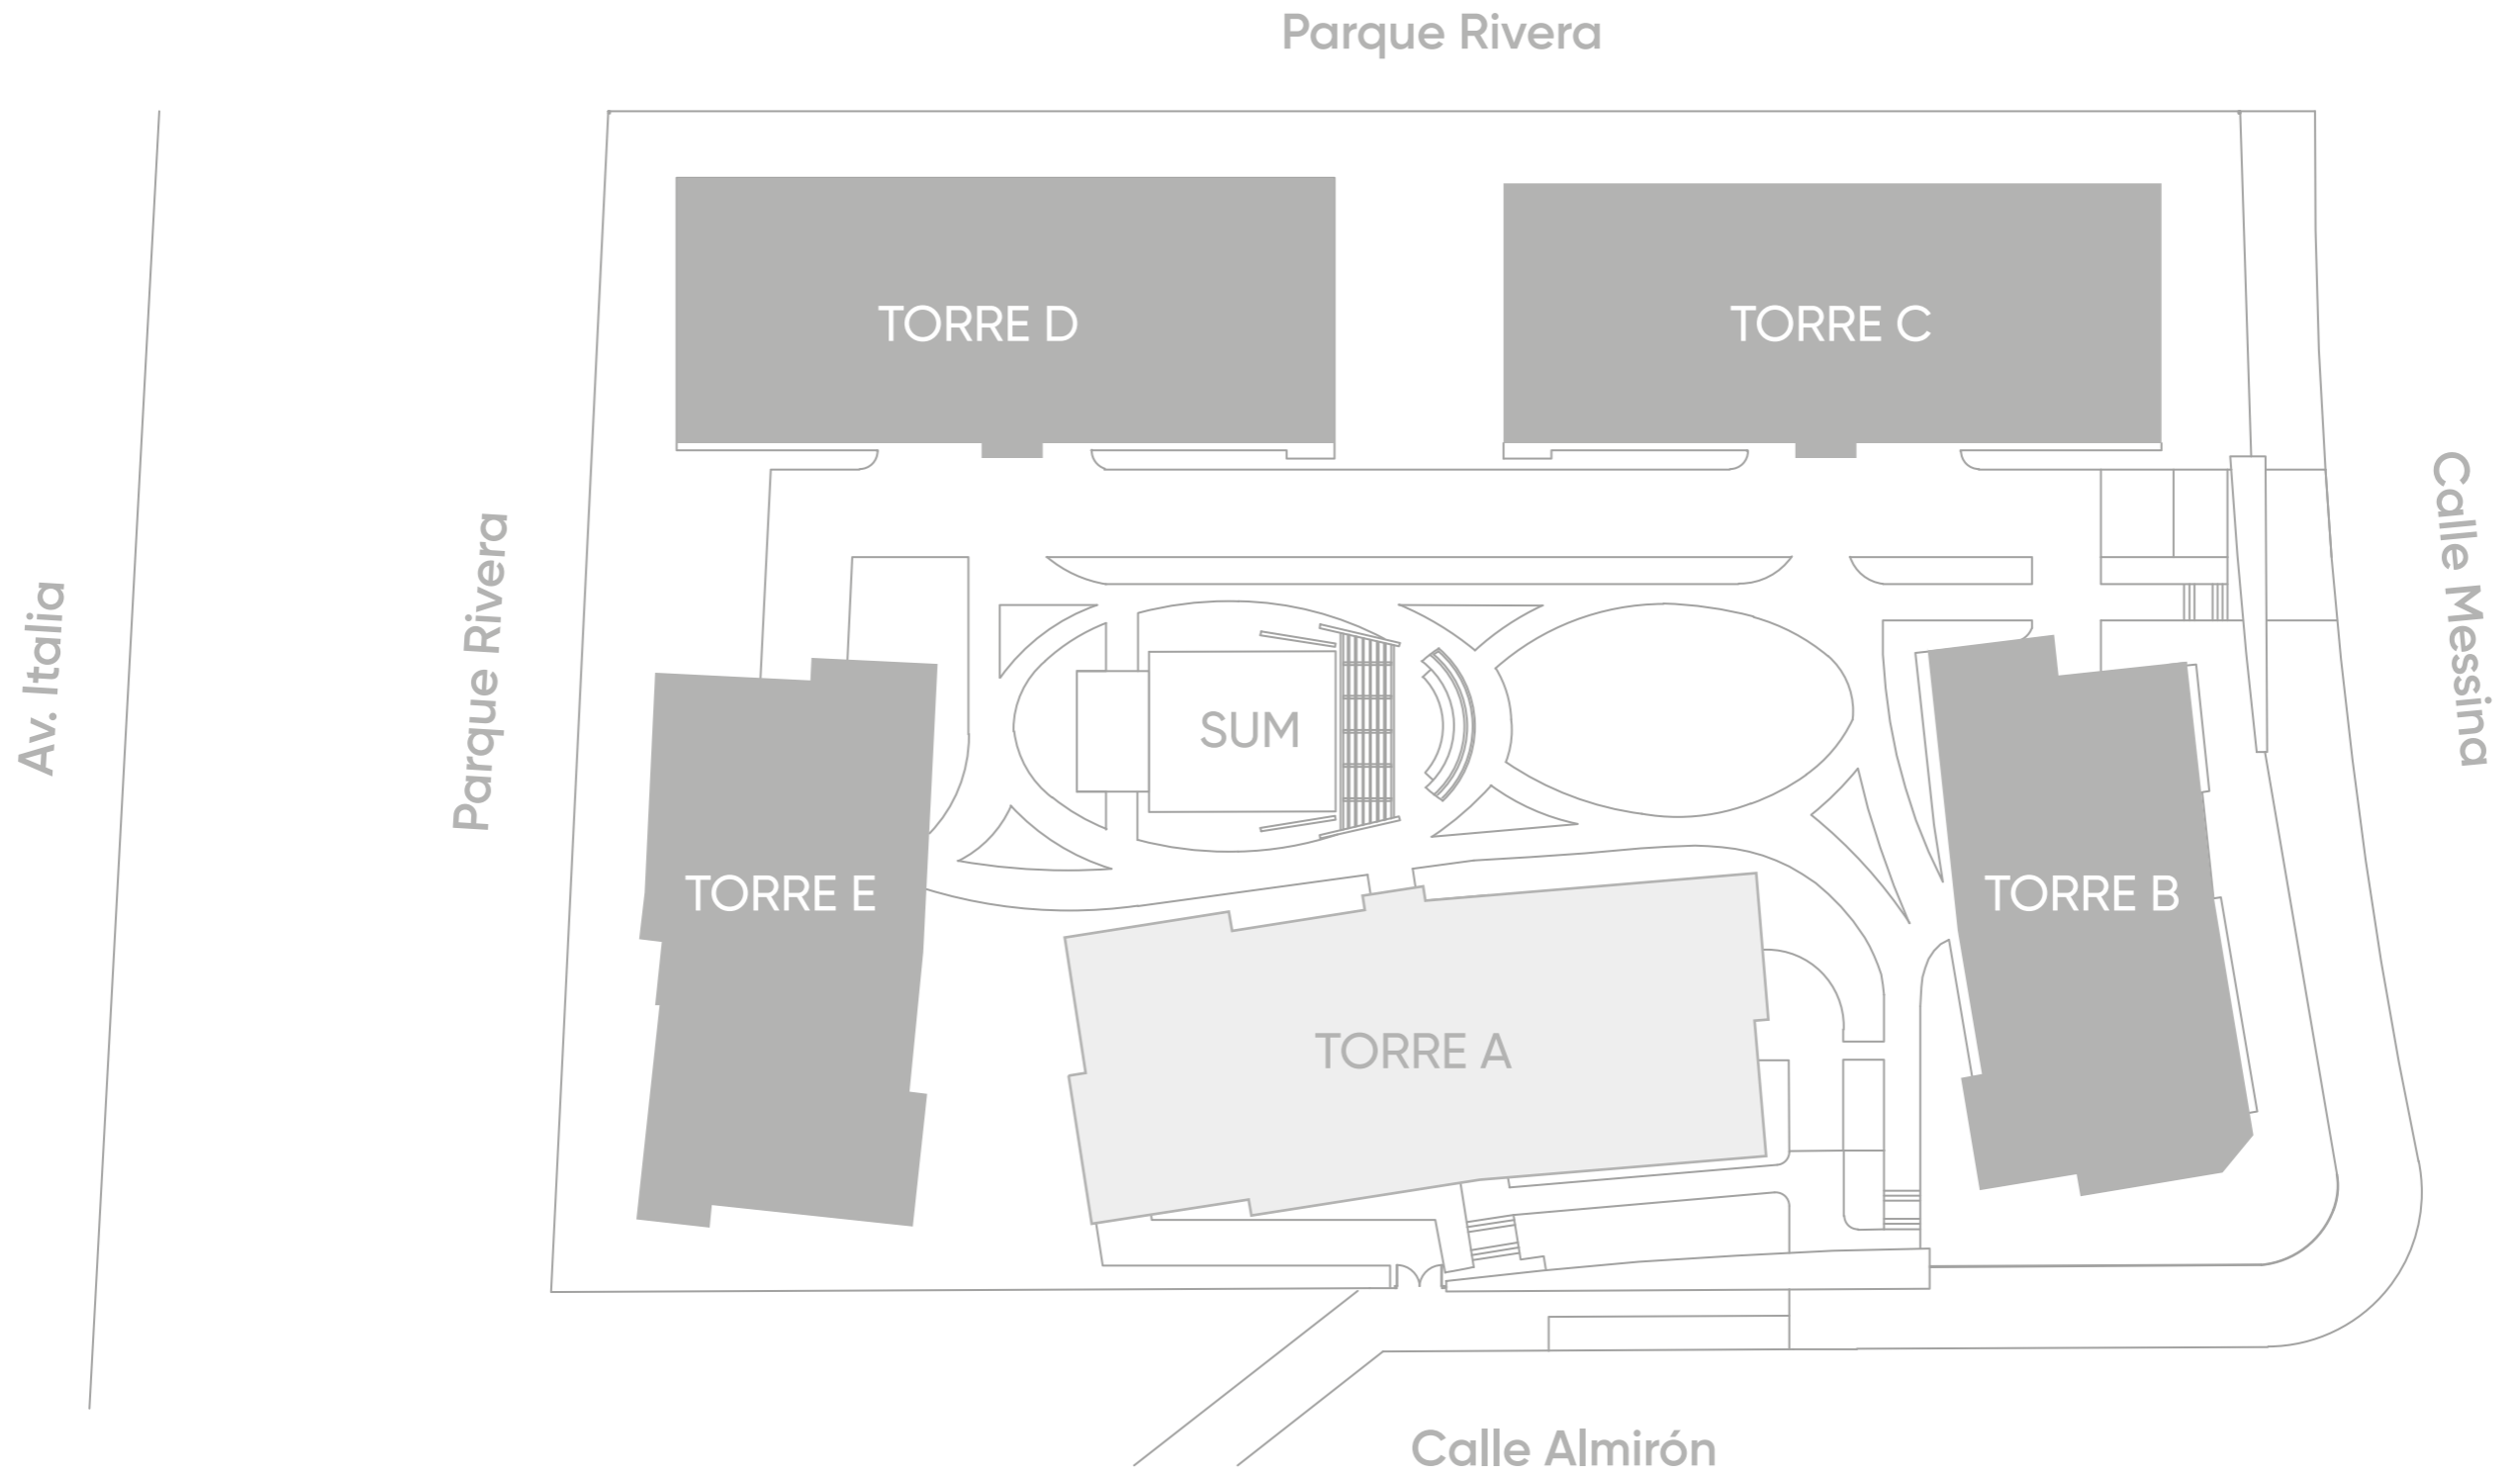 Parque Rivera
TORRE D
TORRE C
Av. Italia
Parque Rivera
Calle Messina
SUM
TORRE E
TORRE B
TORRE A
Calle Almirón